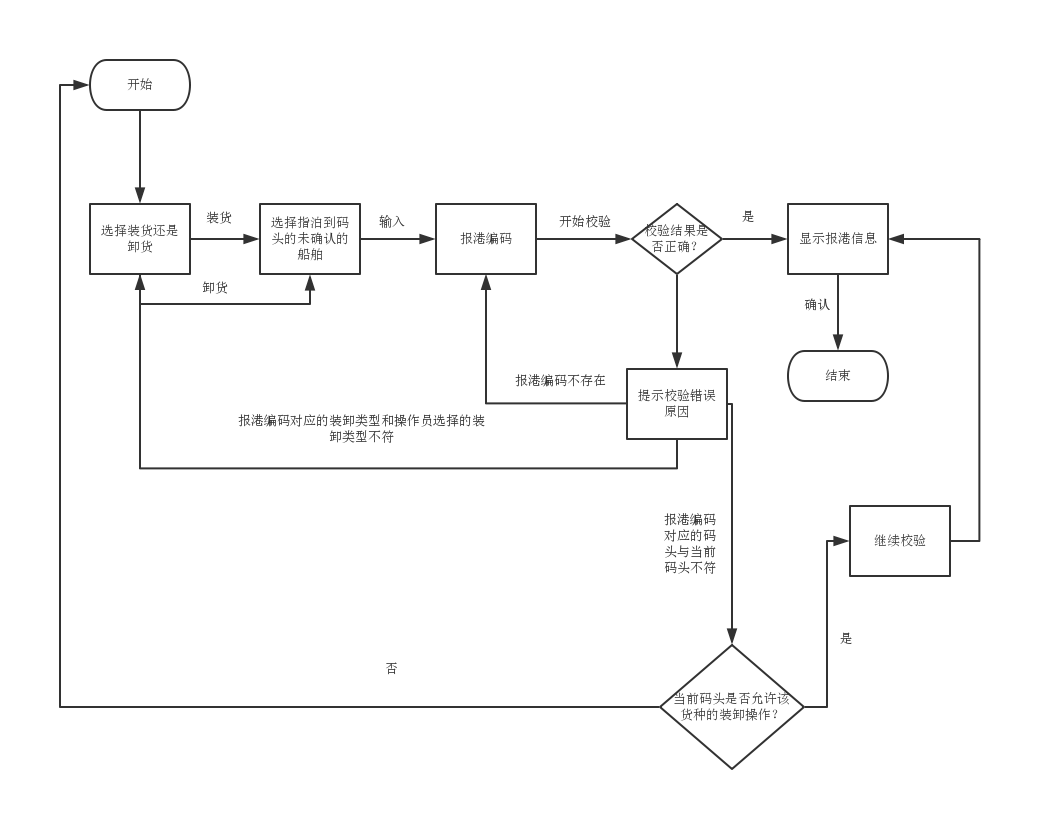 开始
选择装货还是
卸货
装货
卸货
选择指泊到码
头的未确认的
船舶
输入
报港编码
开始校验
校验结果是
否正确?
是
显示报港信息
确认
结束
提示校验错误
原因
报港编码不存在
报港编码对应的装卸类型和操作员选择的装
卸类型不符
报港编码
对应的码
头与当前
码头不符
继续校验
是
否
当前码头是否允许该
货种的装卸操作?